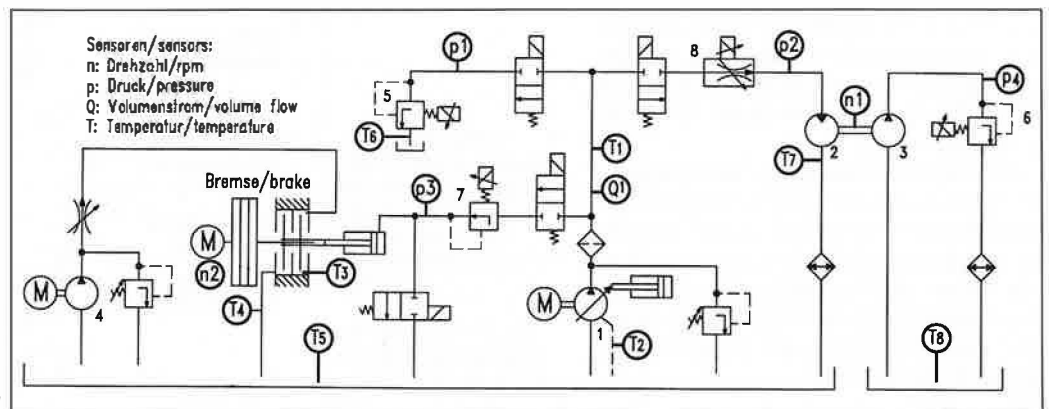 Sensoren/sensors:
n: Drehzahl/rpm
p: Druck/pressure
Q: Volumenstrom/volume flow
T: Temperatur/temperature
p1
8
p2
p4
5
T6
n1
6
T1
T7
2
3
Bremse/brake
p3
7
Q1
M
n2
T3
M
4
T4
M
1
T2
T5
T8